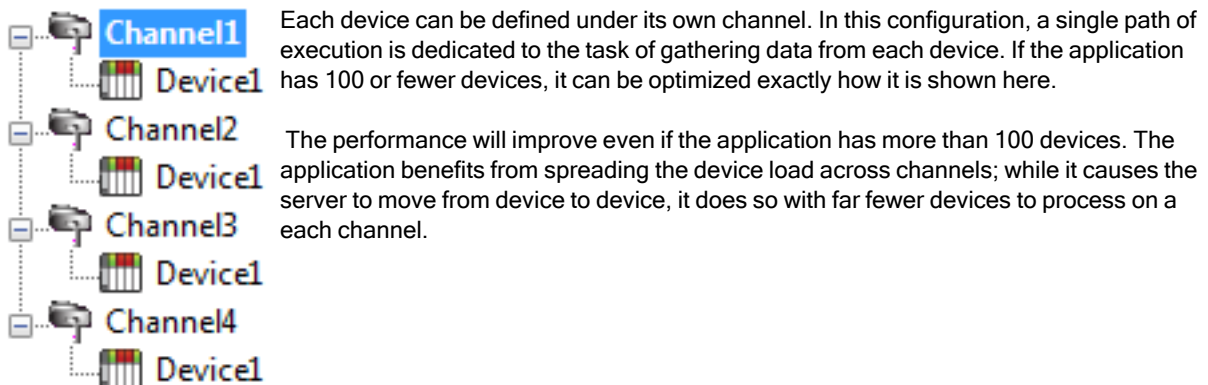 Channel1
Device1
Channel2
Device1
Channel3
Device1
Channel4
Device1
Each device can be defined under its own channel. In this configuration, a single path of
execution is dedicated to the task of gathering data from each device. If the application
has 100 or fewer devices, it can be optimized exactly how it is shown here.
The performance will improve even if the application has more than 100 devices. The
application benefits from spreading the device load across channels; while it causes the
server to move from device to device, it does so with far fewer devices to process on a
each channel.